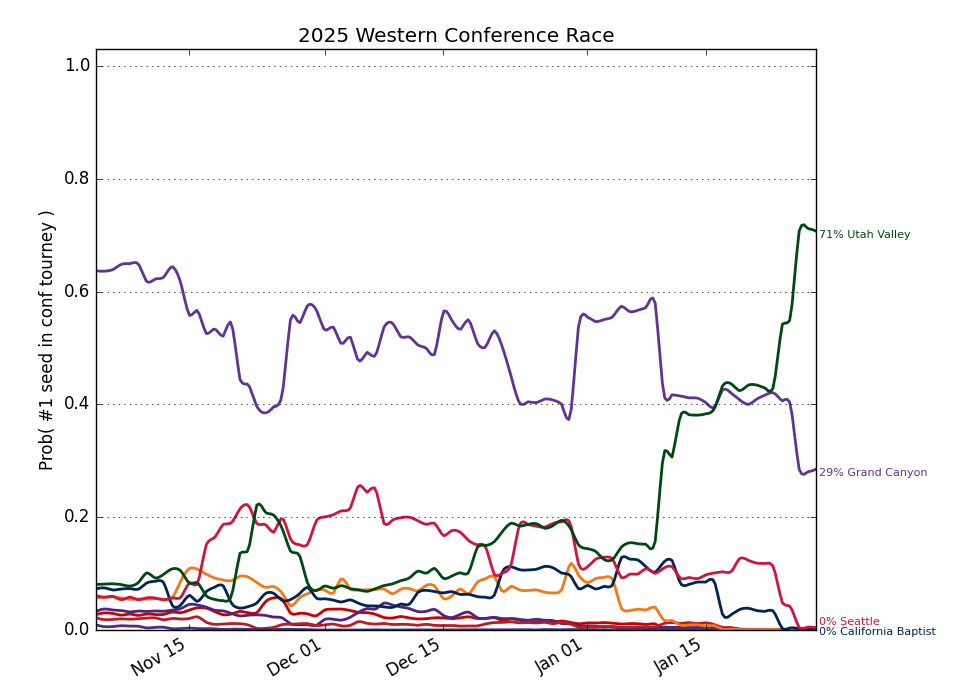 2025 Western Conference Race
Prob( #1 seed in conf tourney )
1.0
0.8
0.6
0.4
0.2
0.0
Nov 15
Dec 01
Dec 15
Jan 01
Jan 15
71% Utah Valley
29% Grand Canyon
0% Seattle
0% California Baptist